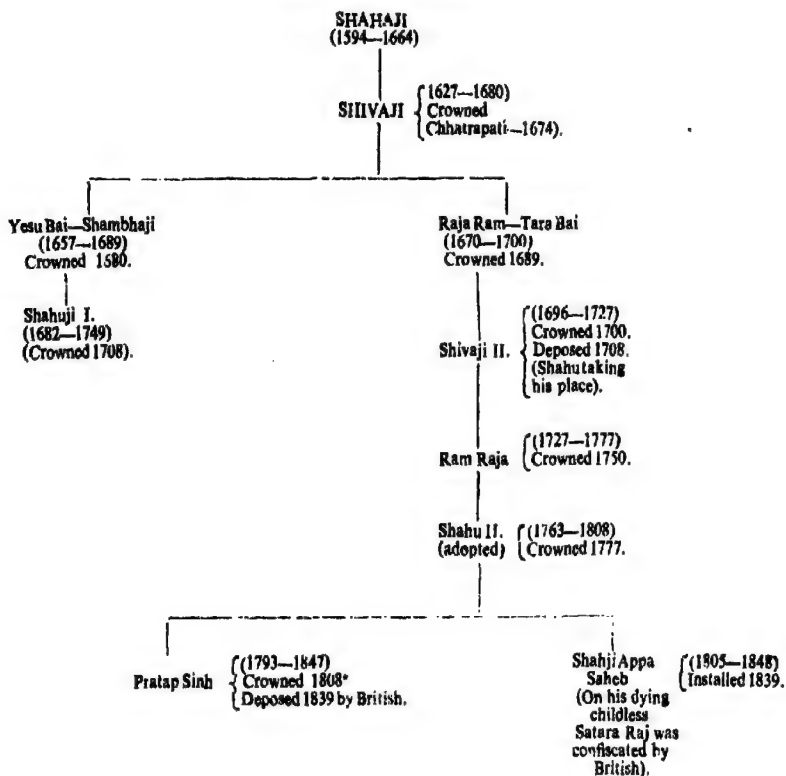 SHAHAJI
(1594—1664)
SHIVAJI
(1627—1680)
Crowned
Chhatrapati—1674).
Yesu Bai—Shambhaji
(1657—1689)
Crowned 1680.
Raja Ram—Tara Bai
(1670—1700)
Crowned 1689.
Shahuji I.
(1682—1749)
(Crowned 1708).
Shivaji II.
(1696—1727)
Crowned 1700.
Deposed 1708.
(Shahu taking
his place).
Ram Raja
(1727—1777)
Crowned 1750.
Shahu II.
(adopted)
(1763—1808)
Crowned 1777.
Pratap Sinh
(1793—1847)
Crowned 1808*
Deposed 1839 by British.
Shahji Appa
Saheb
(On his dying
childless
Satara Raj was
confiscated by
British).
(1805—1848)
Installed 1839.